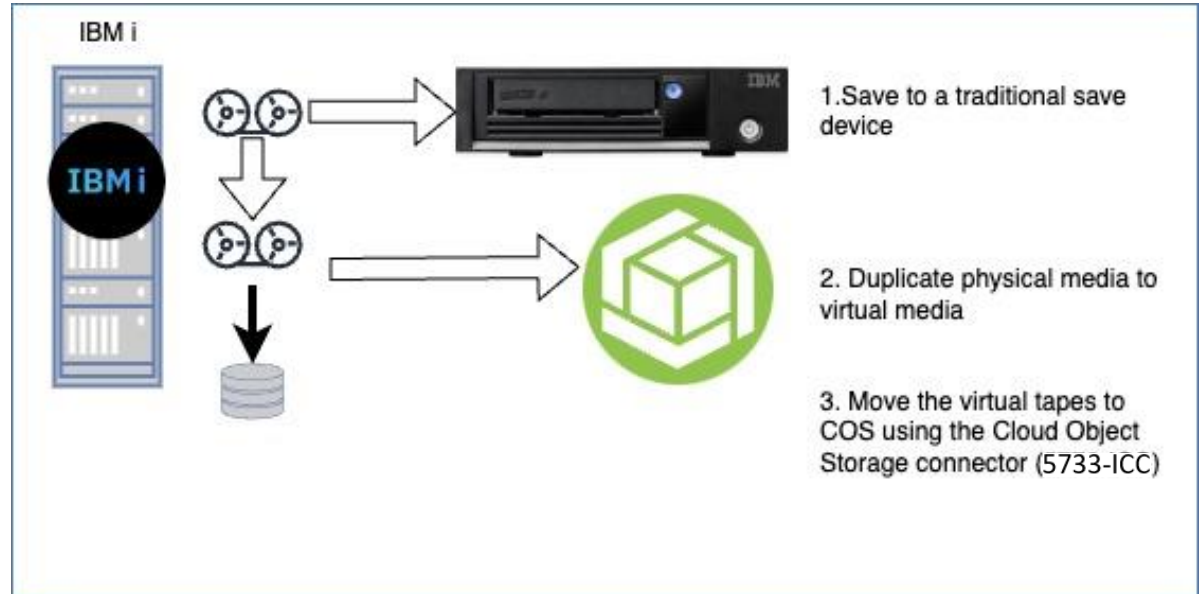 IBM i
IBM i
IBM
1.Save to a traditional save
device
2. Duplicate physical media to
virtual media
3. Move the virtual tapes to
COS using the Cloud Object
Storage connector (5733-ICC)